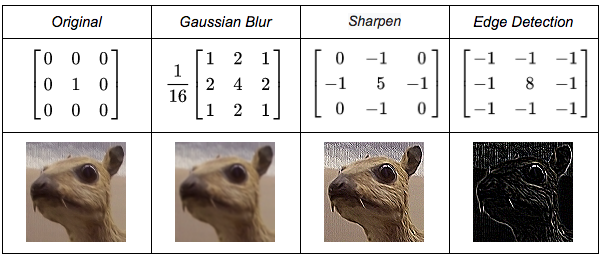 Original Gaussian Blur Sharpen Edge Detection
0 0 0 1 2 1 0 −1 0 −1 −1 −1
0 1 0 1/16 2 4 2 −1 5 −1 −1 8 −1
0 0 0 1 2 1 0 −1 0 −1 −1 −1